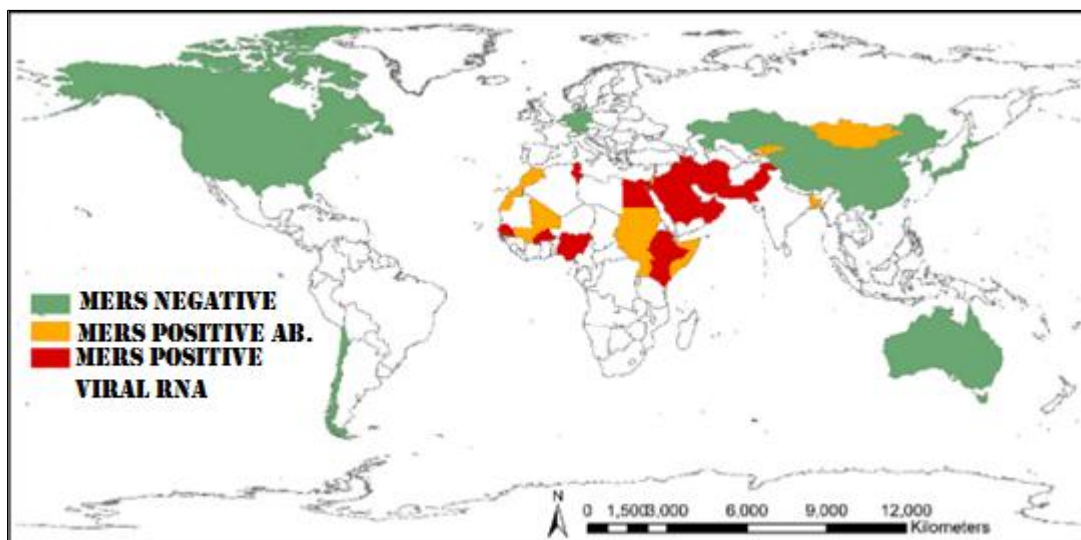 MERS NEGATIVE
MERS POSITIVE AB.
MERS POSITIVE
VIRAL RNA
N
0 1,500 3,000 6,000 9,000 12,000
Kilometers